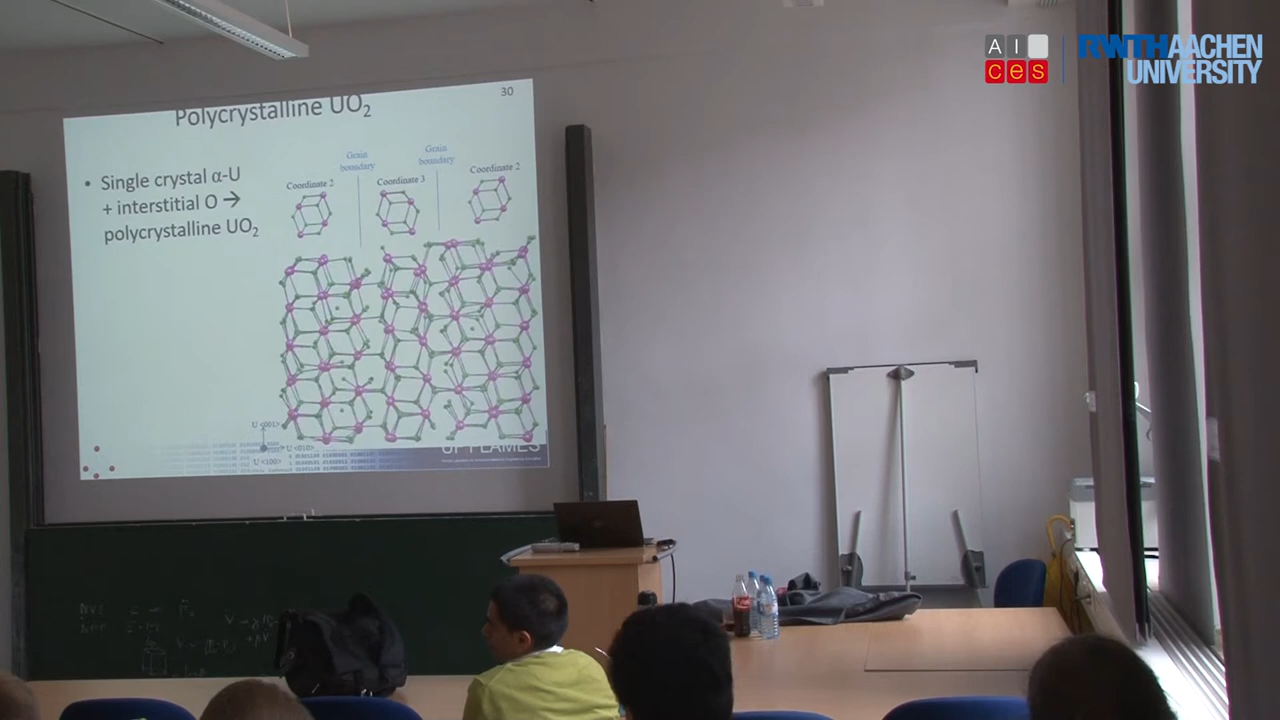 AI
ces
RWTHAACHEN
UNIVERSITY
30
Polycrystalline UO₂
• Single crystal α-U
+ interstitial O →
polycrystalline UO₂
Grain
boundary
Grain
boundary
Coordinate 2
Coordinate 3
Coordinate 2
U <001>
U <010>
U <100>